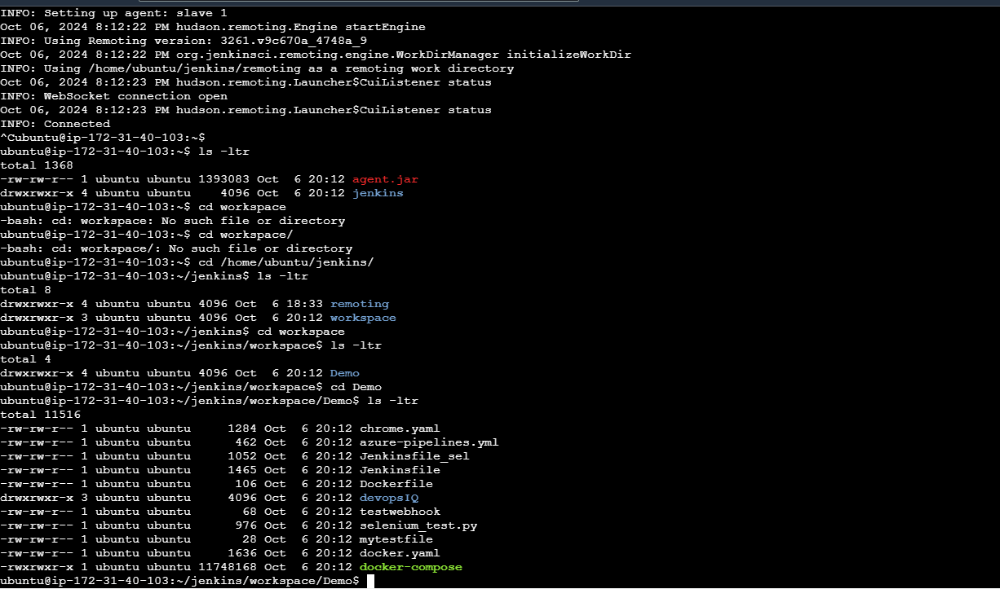 INFO: Setting up agent: slave 1
Oct 06, 2024 8:12:22 PM hudson.remoting.Engine startEngine
INFO: Using Remoting version: 3261.v9c670a_4748a_9
Oct 06, 2024 8:12:22 PM org.jenkinsci.remoting.engine.WorkDirManager initializeWorkDir
INFO: Using /home/ubuntu/jenkins/remoting as a remoting work directory
Oct 06, 2024 8:12:23 PM hudson.remoting.Launcher$CuiListener status
INFO: WebSocket connection open
Oct 06, 2024 8:12:23 PM hudson.remoting.Launcher$CuiListener status
INFO: Connected
^Cubuntu@ip-172-31-40-103:~$
ubuntu@ip-172-31-40-103:~$ ls -ltr
total 1368
-rw-rw-r-- 1 ubuntu ubuntu 1393083 Oct  6 20:12 agent.jar
drwxrwxr-x 4 ubuntu ubuntu    4096 Oct  6 20:12 jenkins
ubuntu@ip-172-31-40-103:~$ cd workspace
-bash: cd: workspace: No such file or directory
ubuntu@ip-172-31-40-103:~$ cd workspace/
-bash: cd: workspace/: No such file or directory
ubuntu@ip-172-31-40-103:~$ cd /home/ubuntu/jenkins/
ubuntu@ip-172-31-40-103:~/jenkins$ ls -ltr
total 8
drwxrwxr-x 4 ubuntu ubuntu 4096 Oct  6 18:33 remoting
drwxrwxr-x 3 ubuntu ubuntu 4096 Oct  6 20:12 workspace
ubuntu@ip-172-31-40-103:~/jenkins$ cd workspace
ubuntu@ip-172-31-40-103:~/jenkins/workspace$ ls -ltr
total 4
drwxrwxr-x 4 ubuntu ubuntu 4096 Oct  6 20:12 Demo
ubuntu@ip-172-31-40-103:~/jenkins/workspace$ cd Demo
ubuntu@ip-172-31-40-103:~/jenkins/workspace/Demo$ ls -ltr
total 11516
-rw-rw-r-- 1 ubuntu ubuntu     1284 Oct  6 20:12 chrome.yaml
-rw-rw-r-- 1 ubuntu ubuntu      462 Oct  6 20:12 azure-pipelines.yml
-rw-rw-r-- 1 ubuntu ubuntu     1052 Oct  6 20:12 Jenkinsfile_sel
-rw-rw-r-- 1 ubuntu ubuntu     1465 Oct  6 20:12 Jenkinsfile
-rw-rw-r-- 1 ubuntu ubuntu      106 Oct  6 20:12 Dockerfile
drwxrwxr-x 3 ubuntu ubuntu     4096 Oct  6 20:12 devopsIQ
-rw-rw-r-- 1 ubuntu ubuntu       68 Oct  6 20:12 testwebhook
-rw-rw-r-- 1 ubuntu ubuntu      976 Oct  6 20:12 selenium_test.py
-rw-rw-r-- 1 ubuntu ubuntu       28 Oct  6 20:12 mytestfile
-rw-rw-r-- 1 ubuntu ubuntu     1636 Oct  6 20:12 docker.yaml
-rwxrwxr-x 1 ubuntu ubuntu 11748168 Oct  6 20:12 docker-compose
ubuntu@ip-172-31-40-103:~/jenkins/workspace/Demo$